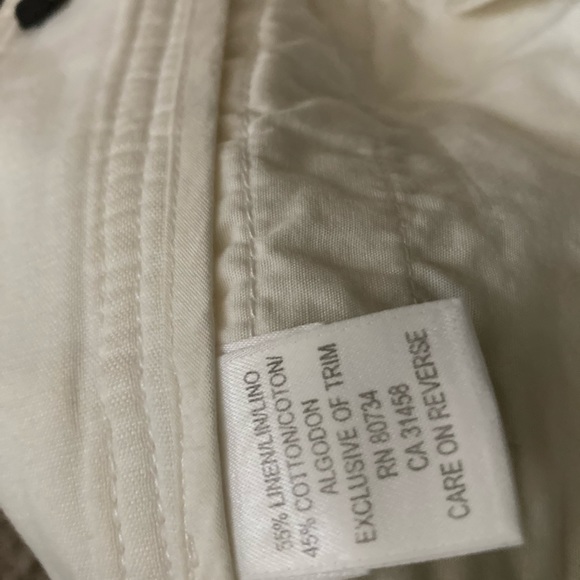 55% LINEN/LIN/LINO
45% COTTON/COTON/
ALGODON
EXCLUSIVE OF TRIM
RN 80734
CA 31458
CARE ON REVERSE